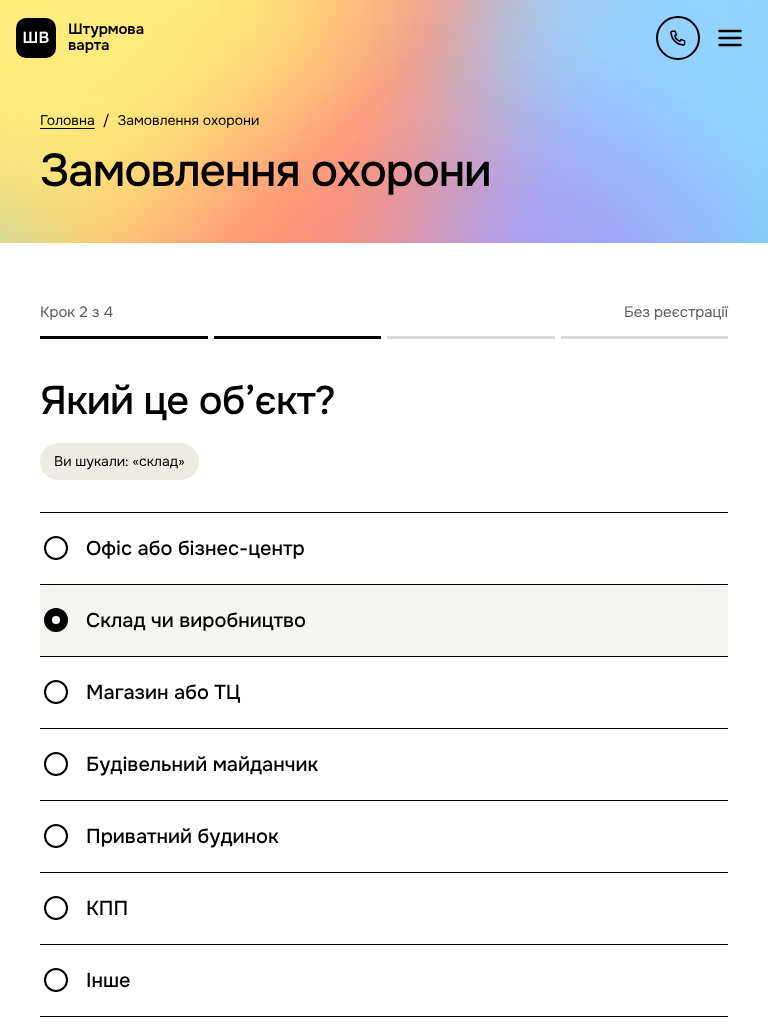 ШВ
Штурмова
варта
Головна / Замовлення охорони
Замовлення охорони
Крок 2 з 4
Без реєстрації
Який це об’єкт?
Ви шукали: «склад»
Офіс або бізнес-центр
Склад чи виробництво
Магазин або ТЦ
Будівельний майданчик
Приватний будинок
КПП
Інше